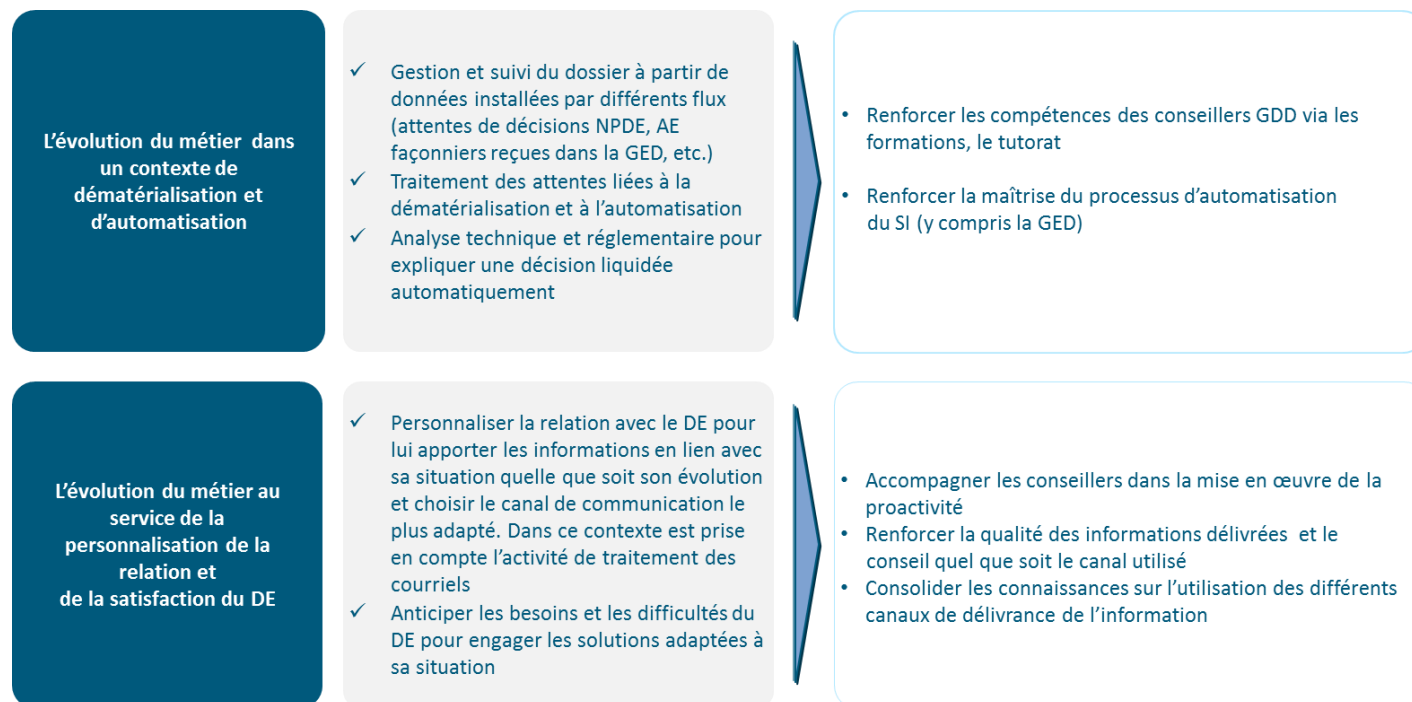 L’évolution du métier dans
un contexte de
dématérialisation et
d’automatisation
✓ Gestion et suivi du dossier à partir de
données installées par différents flux
(attentes de décisions NPDE, AE
façonniers reçues dans la GED, etc.)
✓ Traitement des attentes liées à la
dématérialisation et à l’automatisation
✓ Analyse technique et réglementaire pour
expliquer une décision liquidée
automatiquement
• Renforcer les compétences des conseillers GDD via les
formations, le tutorat
• Renforcer la maîtrise du processus d’automatisation
du SI (y compris la GED)
L’évolution du métier au
service de la
personnalisation de la
relation et
de la satisfaction du DE
✓ Personnaliser la relation avec le DE pour
lui apporter les informations en lien avec
sa situation quelle que soit son évolution
et choisir le canal de communication le
plus adapté. Dans ce contexte est prise
en compte l’activité de traitement des
courriels
✓ Anticiper les besoins et les difficultés du
DE pour engager les solutions adaptées à
sa situation
• Accompagner les conseillers dans la mise en œuvre de la
proactivité
• Renforcer la qualité des informations délivrées et le
conseil quel que soit le canal utilisé
• Consolider les connaissances sur l’utilisation des différents
canaux de délivrance de l’information